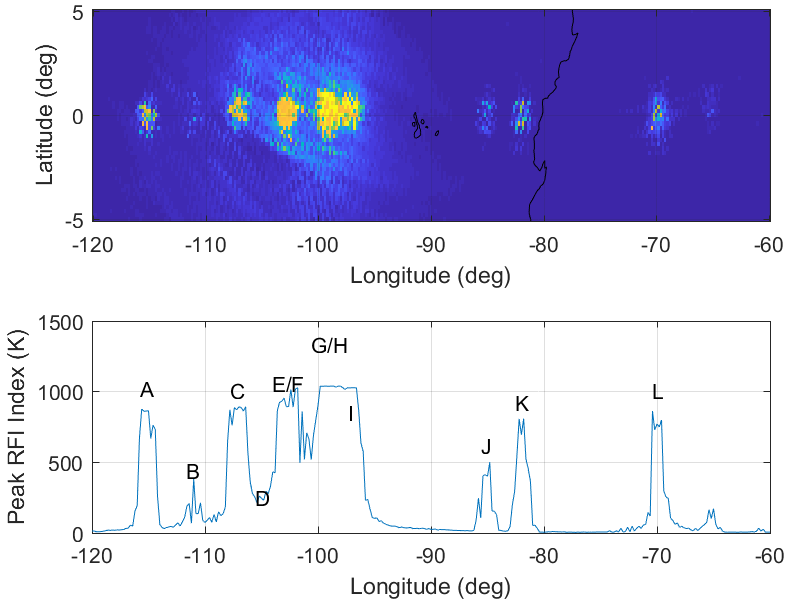 5
0
-5
Latitude (deg)
-120 -110 -100 -90 -80 -70 -60
Longitude (deg)
1500
1000
500
0
Peak RFI Index (K)
G/H
A
C
E/F
L
K
I
J
B
D
-120 -110 -100 -90 -80 -70 -60
Longitude (deg)